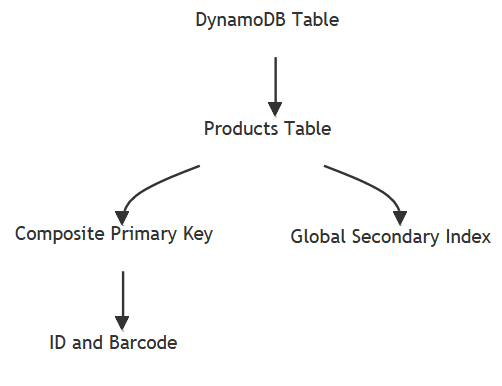 DynamoDB Table
Products Table
Composite Primary Key
Global Secondary Index
ID and Barcode